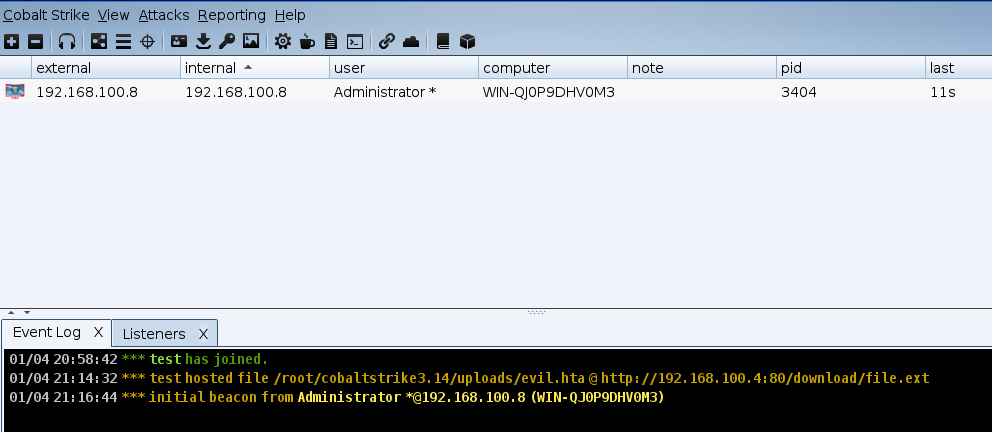 Cobalt Strike View Attacks Reporting Help
external internal user computer note pid last
192.168.100.8 192.168.100.8 Administrator * WIN-QJ0P9DHV0M3 3404 11s
Event Log X Listeners X
01/04 20:58:42 *** test has joined.
01/04 21:14:32 *** test hosted file /root/cobaltstrike3.14/uploads/evil.hta @ http://192.168.100.4:80/download/file.ext
01/04 21:16:44 *** initial beacon from Administrator *@192.168.100.8 (WIN-QJ0P9DHV0M3)